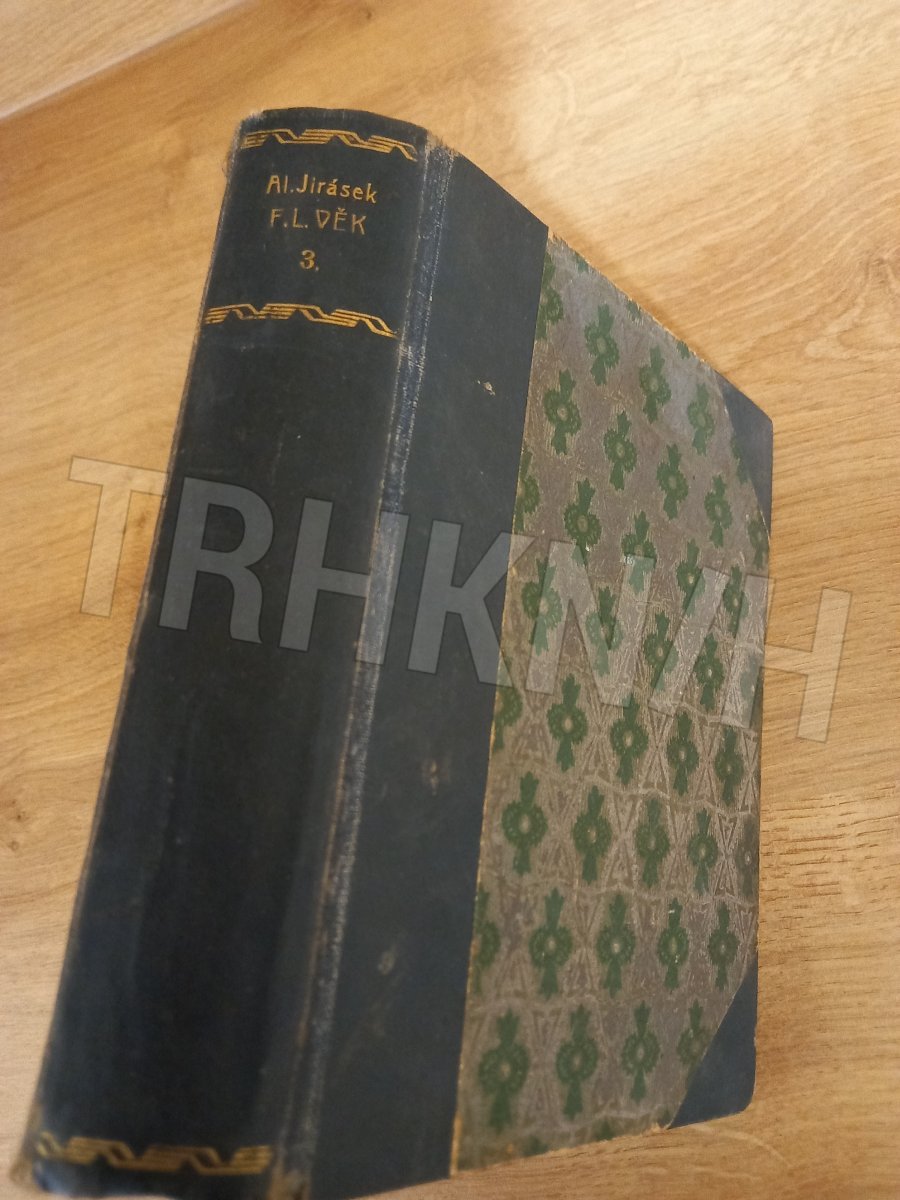 Al. Jirásek
F. L. VĚK
3.
TRHKNIH